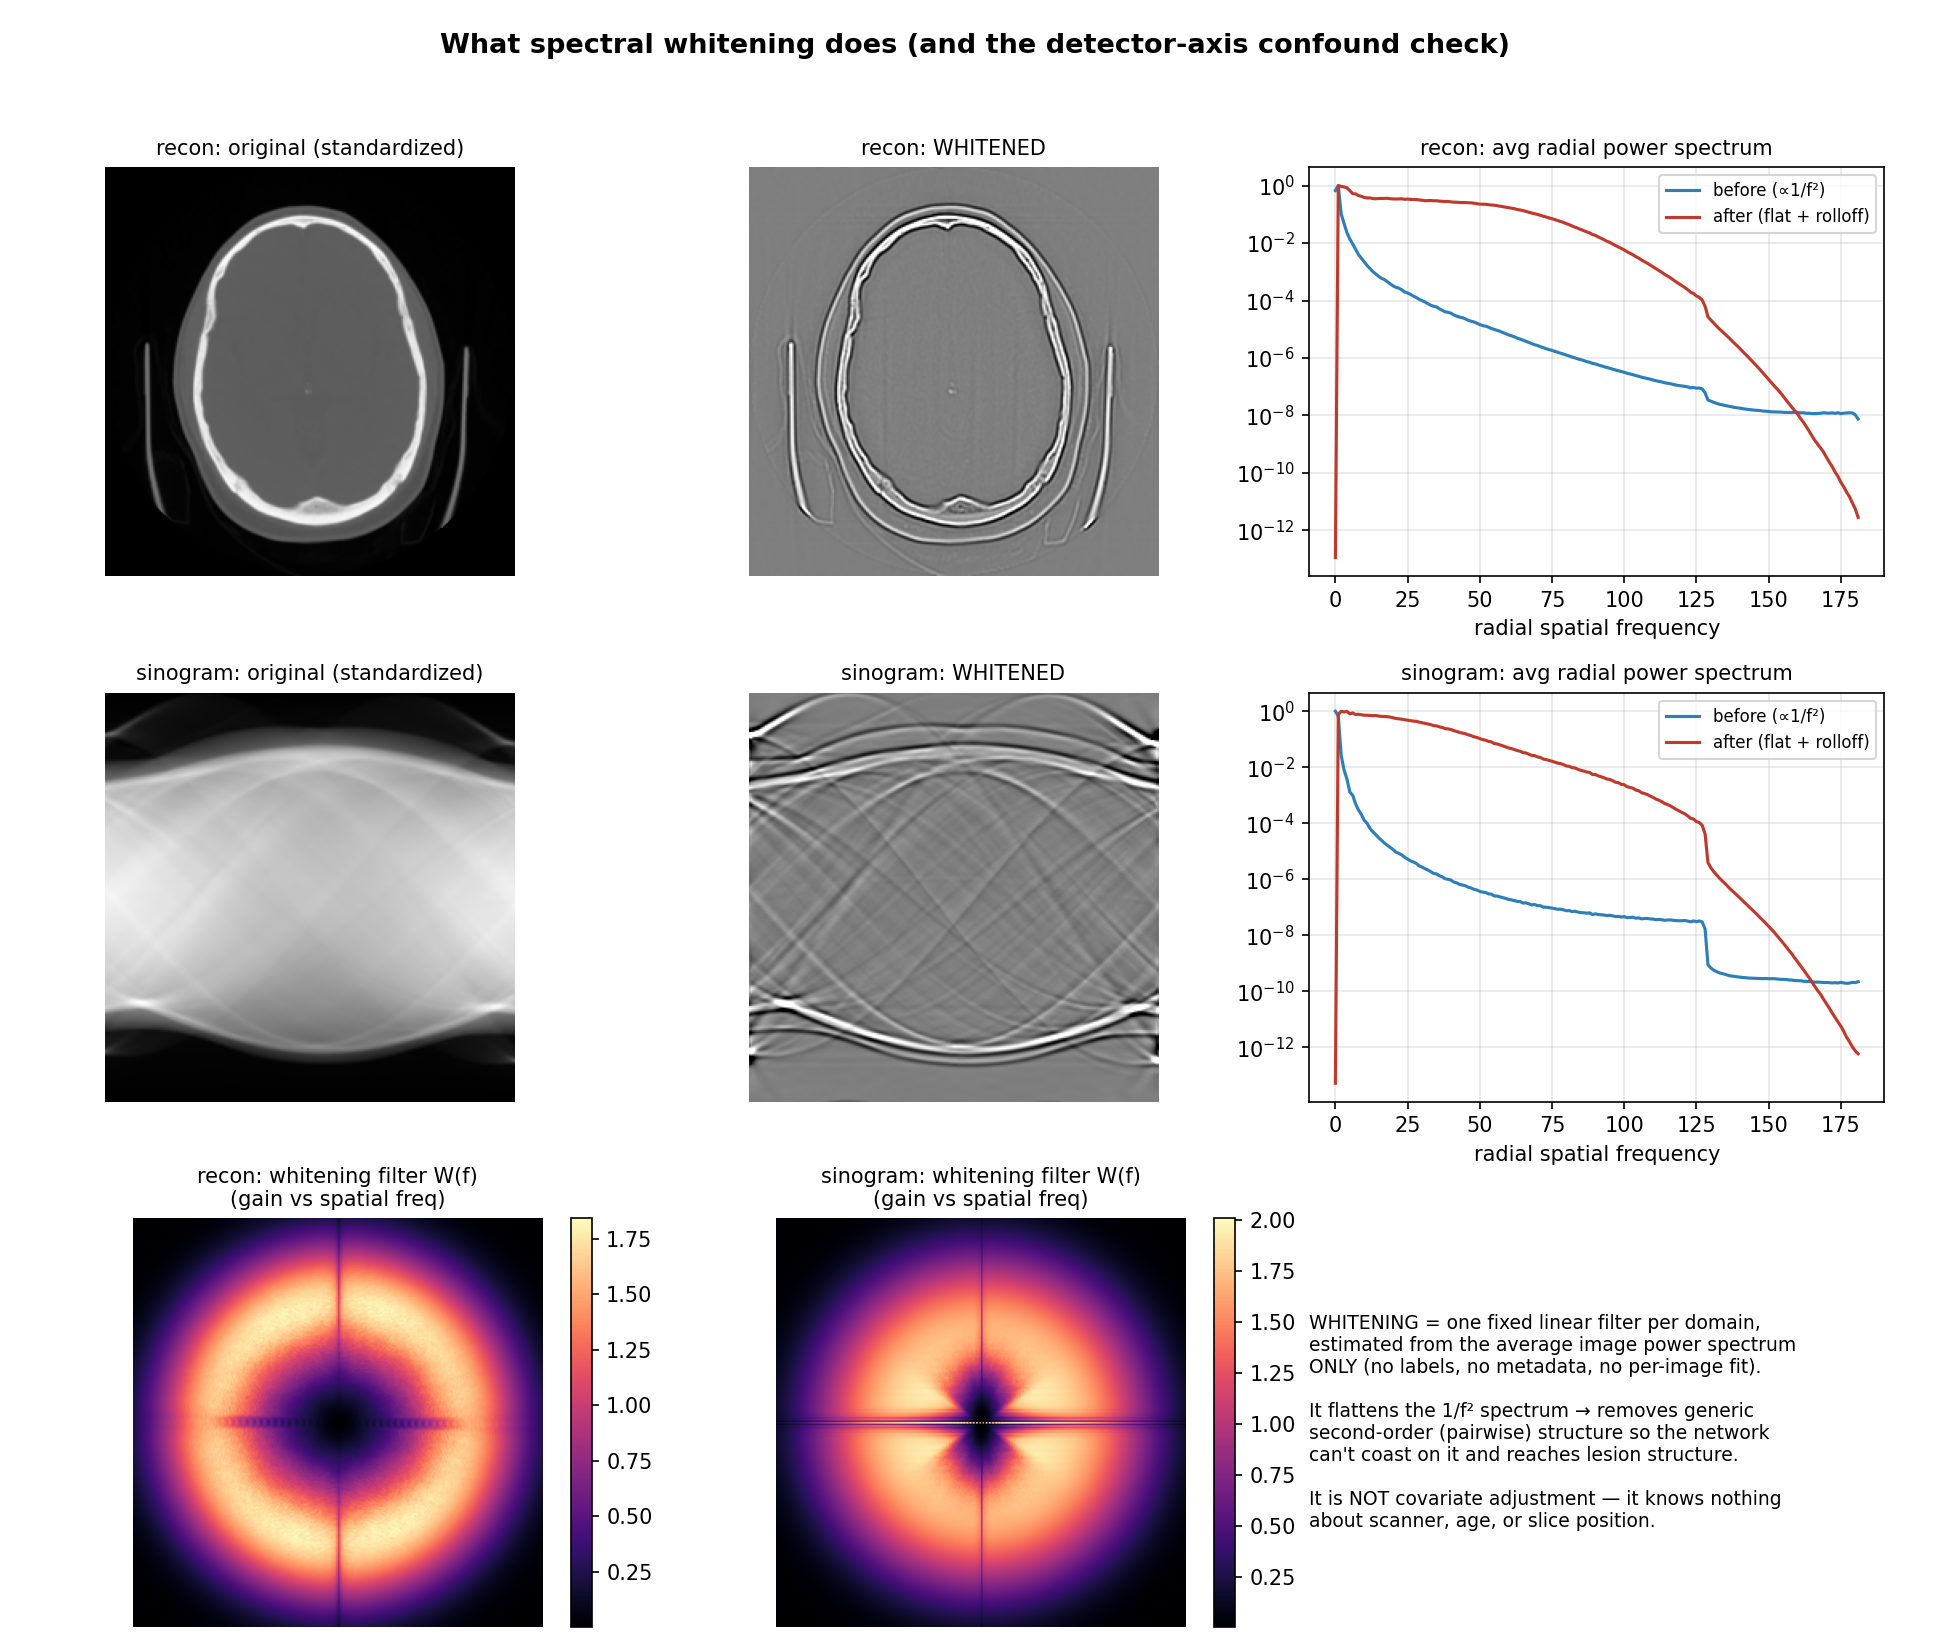 What spectral whitening does (and the detector-axis confound check)
recon: original (standardized)
recon: WHITENED
recon: avg radial power spectrum
before (∝1/f²)
after (flat + rolloff)
10⁰
10⁻²
10⁻⁴
10⁻⁶
10⁻⁸
10⁻¹⁰
10⁻¹²
0 25 50 75 100 125 150 175
radial spatial frequency
sinogram: original (standardized)
sinogram: WHITENED
sinogram: avg radial power spectrum
before (∝1/f²)
after (flat + rolloff)
10⁰
10⁻²
10⁻⁴
10⁻⁶
10⁻⁸
10⁻¹⁰
10⁻¹²
0 25 50 75 100 125 150 175
radial spatial frequency
recon: whitening filter W(f)
(gain vs spatial freq)
1.75
1.50
1.25
1.00
0.75
0.50
0.25
sinogram: whitening filter W(f)
(gain vs spatial freq)
2.00
1.75
1.50
1.25
1.00
0.75
0.50
0.25
WHITENING = one fixed linear filter per domain,
estimated from the average image power spectrum
ONLY (no labels, no metadata, no per-image fit).
It flattens the 1/f² spectrum → removes generic
second-order (pairwise) structure so the network
can't coast on it and reaches lesion structure.
It is NOT covariate adjustment — it knows nothing
about scanner, age, or slice position.